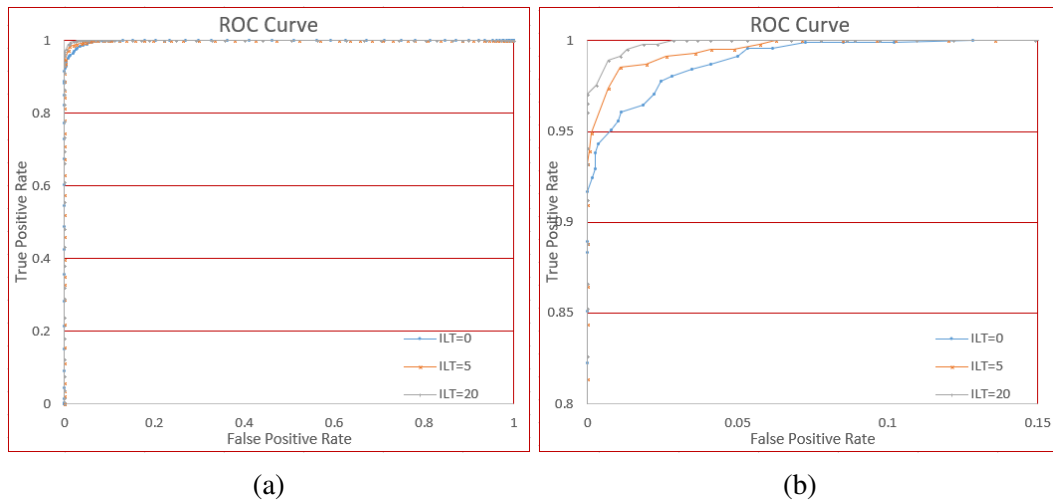 ROC Curve
True Positive Rate
1
0.8
0.6
0.4
0.2
0
ILT=0
ILT=5
ILT=20
0 0.2 0.4 0.6 0.8 1
False Positive Rate
(a)
ROC Curve
True Positive Rate
1
0.95
0.9
0.85
0.8
ILT=0
ILT=5
ILT=20
0 0.05 0.1 0.15
False Positive Rate
(b)